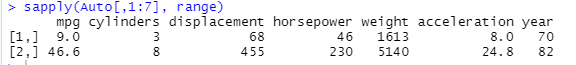 > sapply(Auto[,1:7], range)
mpg cylinders displacement horsepower weight acceleration year
[1,] 9.0 3 68 46 1613 8.0 70
[2,] 46.6 8 455 230 5140 24.8 82